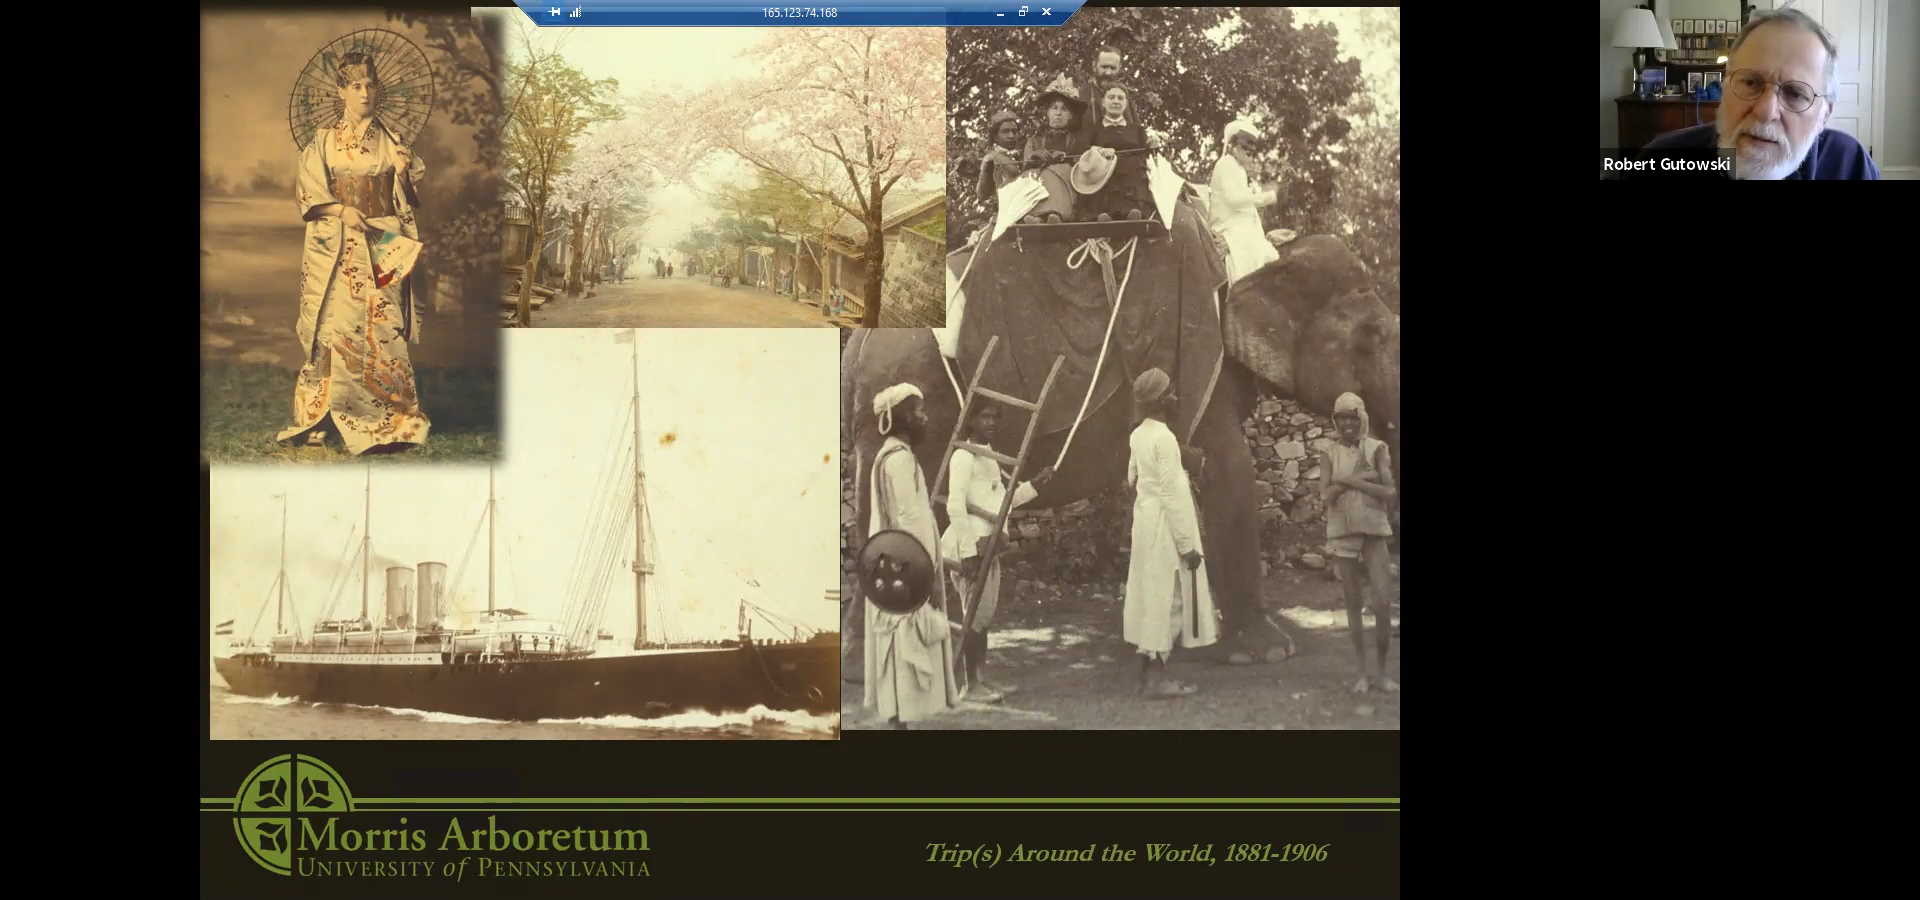 165.123.74.168
Robert Gutowski
Morris Arboretum
University of Pennsylvania
Trip(s) Around the World, 1881-1906